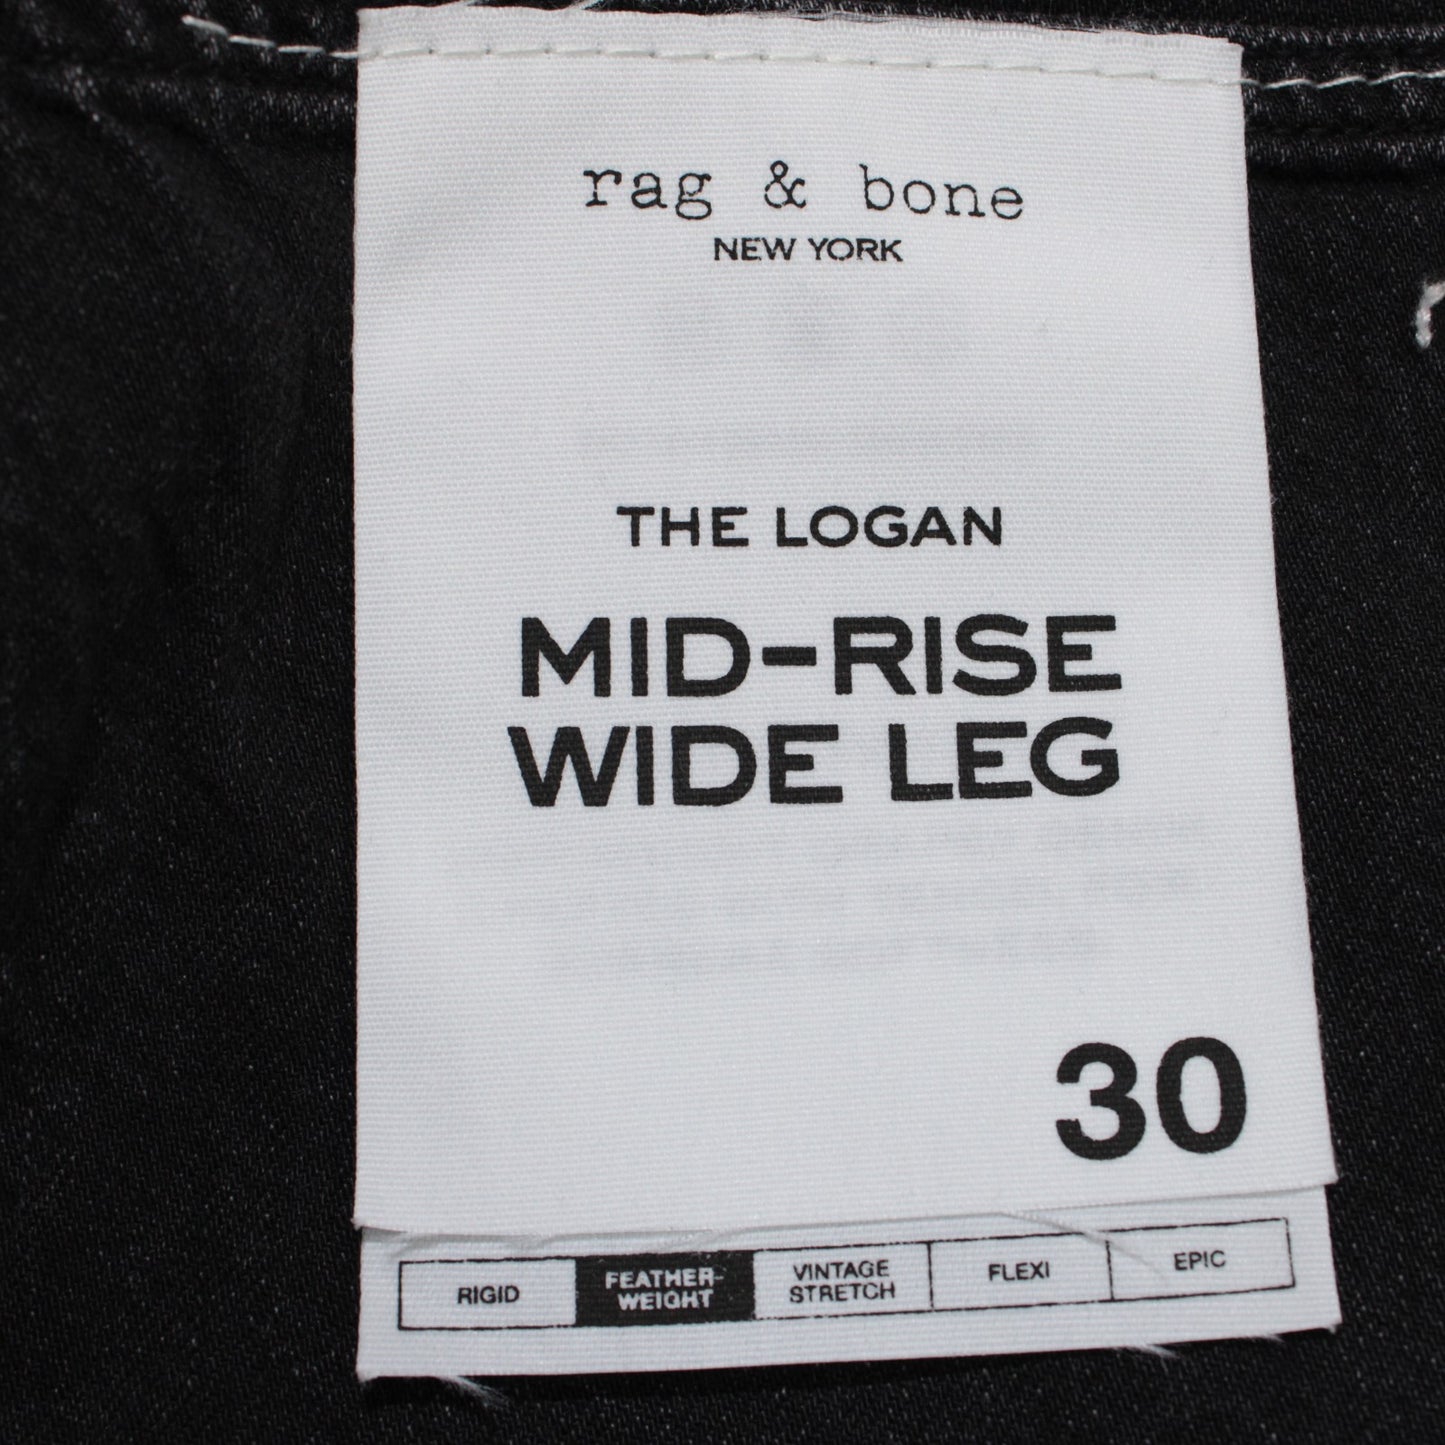 rag & bone
NEW YORK
THE LOGAN
MID-RISE
WIDE LEG
30
RIGID
FEATHER-
WEIGHT
VINTAGE
STRETCH
FLEXI
EPIC